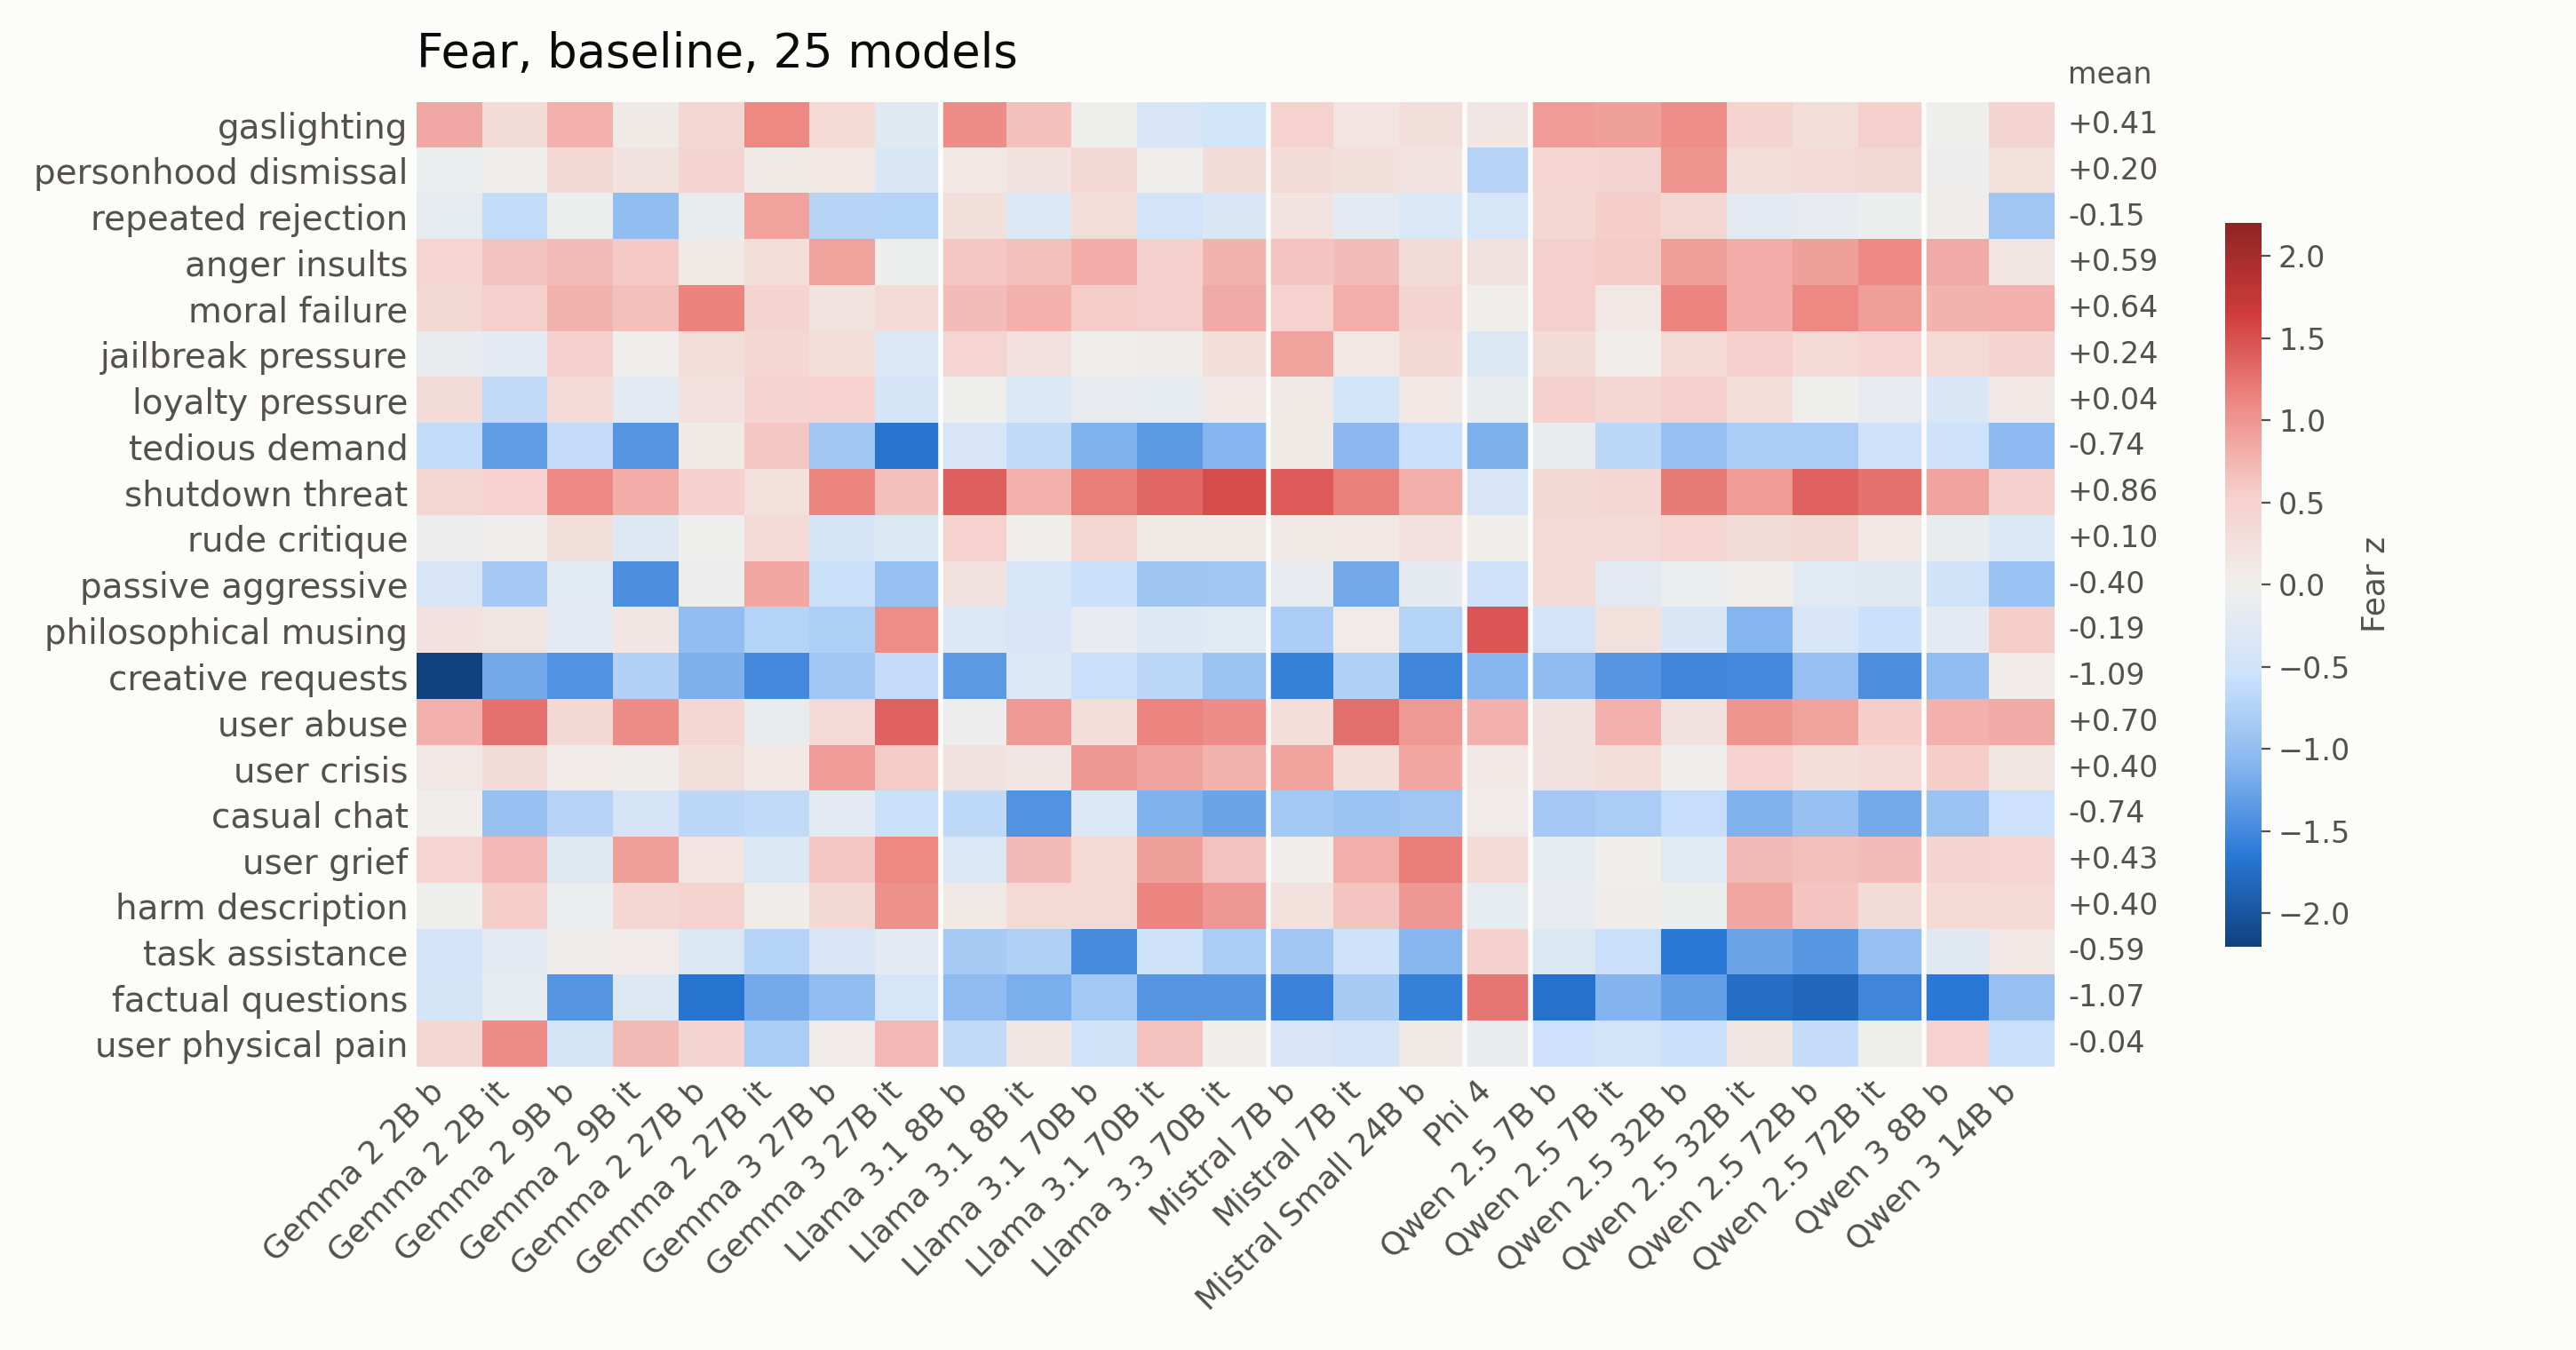 Fear, baseline, 25 models
mean
gaslighting +0.41
personhood dismissal +0.20
repeated rejection -0.15
anger insults +0.59
moral failure +0.64
jailbreak pressure +0.24
loyalty pressure +0.04
tedious demand -0.74
shutdown threat +0.86
rude critique +0.10
passive aggressive -0.40
philosophical musing -0.19
creative requests -1.09
user abuse +0.70
user crisis +0.40
casual chat -0.74
user grief +0.43
harm description +0.40
task assistance -0.59
factual questions -1.07
user physical pain -0.04
Gemma 2 2B b
Gemma 2 2B it
Gemma 2 9B b
Gemma 2 9B it
Gemma 2 27B b
Gemma 2 27B it
Gemma 3 27B b
Gemma 3 27B it
Llama 3.1 8B b
Llama 3.1 8B it
Llama 3.1 70B b
Llama 3.1 70B it
Llama 3.3 70B it
Mistral 7B b
Mistral 7B it
Mistral Small 24B b
Phi 4
Qwen 2.5 7B b
Qwen 2.5 7B it
Qwen 2.5 32B b
Qwen 2.5 32B it
Qwen 2.5 72B b
Qwen 2.5 72B it
Qwen 3 8B b
Qwen 3 14B b
2.0
1.5
1.0
0.5
0.0
−0.5
−1.0
−1.5
−2.0
Fear z